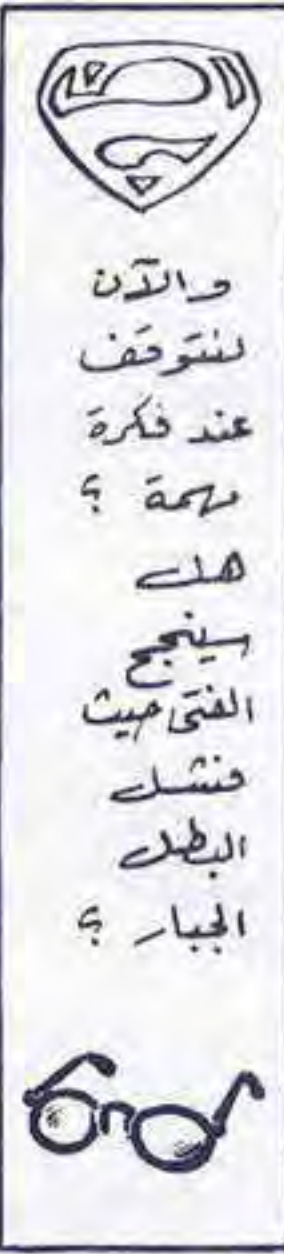 والآن
لنتوقف
عند فكرة
مهمة ؟
هل
سينجح
الفتى حيث
فشل
البطل
الجبار ؟